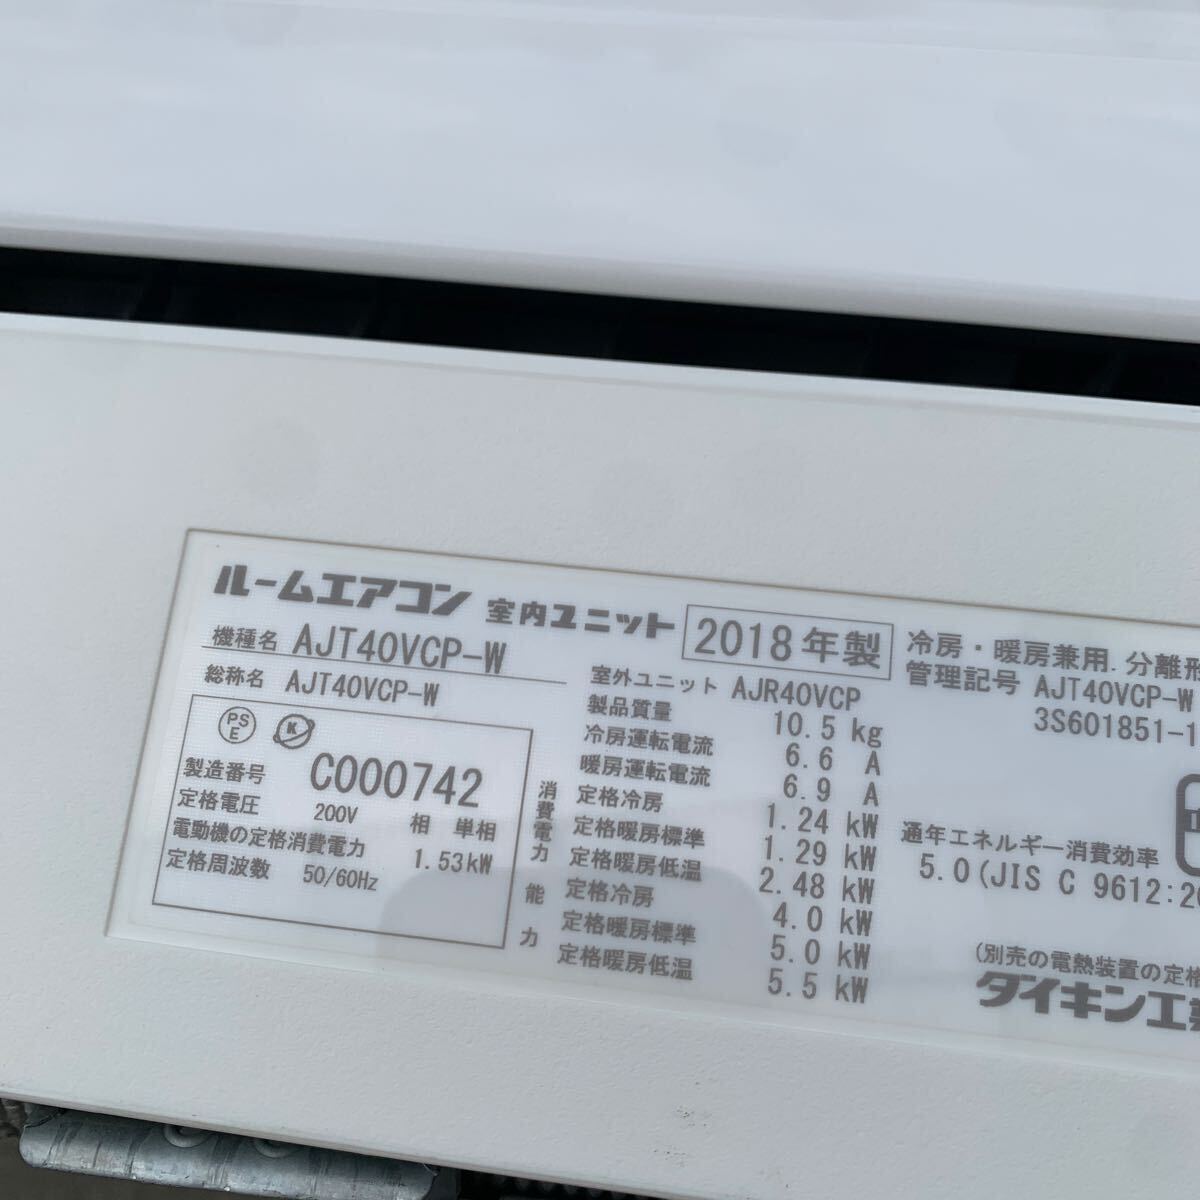 ルームエアコン 室内ユニット 2018年製
機種名 AJT40VCP-W
総称名 AJT40VCP-W
PS
E
K
製造番号 C000742
定格電圧 200V 相 単相
電動機の定格消費電力 1.53kW
定格周波数 50/60Hz
室外ユニット AJR40VCP
製品質量 10.5 kg
冷房運転電流 6.6 A
暖房運転電流 6.9 A
消費電力
定格冷房 1.24 kW
定格暖房標準 1.29 kW
定格暖房低温 2.48 kW
能力
定格冷房 4.0 kW
定格暖房標準 5.0 kW
定格暖房低温 5.5 kW
冷房・暖房兼用.分離形
管理記号 AJT40VCP-W
3S601851-1
通年エネルギー消費効率
5.0(JIS C 9612:20
(別売の電熱装置の定格
ダイキン工業